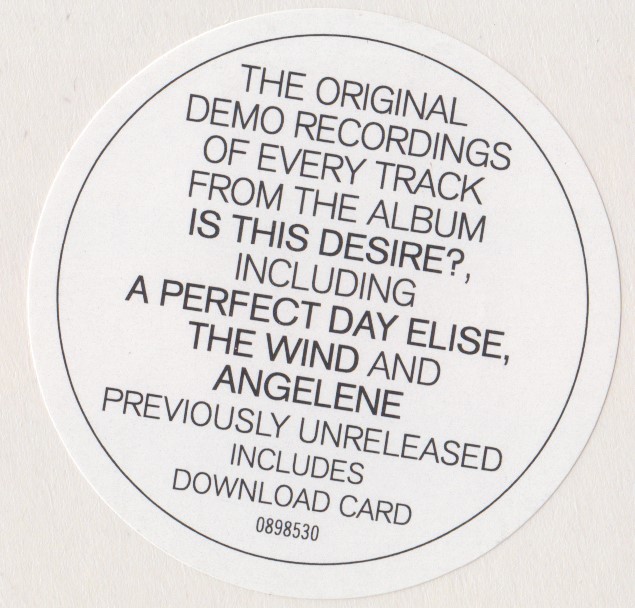 THE ORIGINAL
DEMO RECORDINGS
OF EVERY TRACK
FROM THE ALBUM
IS THIS DESIRE?,
INCLUDING
A PERFECT DAY ELISE,
THE WIND AND
ANGELENE
PREVIOUSLY UNRELEASED
INCLUDES
DOWNLOAD CARD
0898530